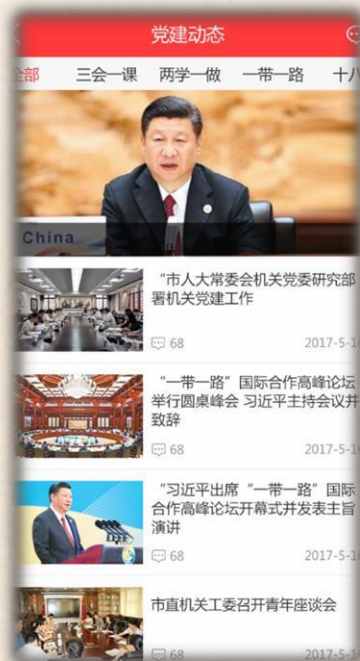 党建动态
全部 三会一课 两学一做 一带一路 十八
China
“市人大常委会机关党委研究部
署机关党建工作
68 2017-5-1
“一带一路”国际合作高峰论坛
举行圆桌峰会 习近平主持会议并
致辞
68 2017-5-1
“习近平出席“一带一路”国际
合作高峰论坛开幕式并发表主旨
演讲
68 2017-5-1
市直机关工委召开青年座谈会
68 2017-5-1